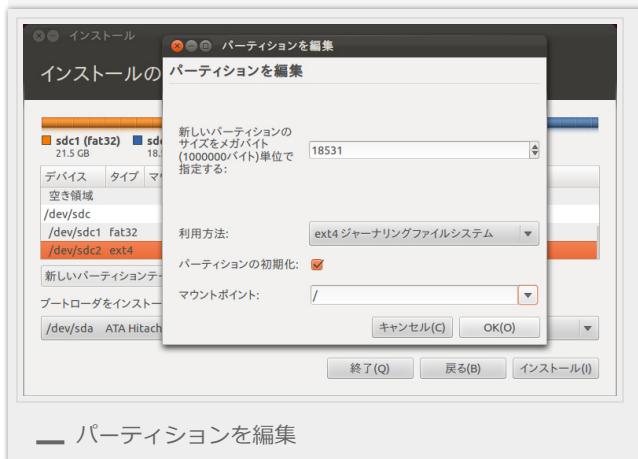 インストール
インストールの
パーティションを編集
パーティションを編集
新しいパーティションの
サイズをメガバイト
(1000000バイト)単位で
指定する:
18531
利用方法:
ext4 ジャーナリングファイルシステム
パーティションの初期化:
マウントポイント:
/
キャンセル(C)
OK(O)
sdc1 (fat32)
21.5 GB
sd
18.
デバイス タイプ マ
空き領域
/dev/sdc
/dev/sdc1 fat32
/dev/sdc2 ext4
新しいパーティションテ
ブートローダをインストー
/dev/sda ATA Hitach
終了(Q)
戻る(B)
インストール(I)
パーティションを編集